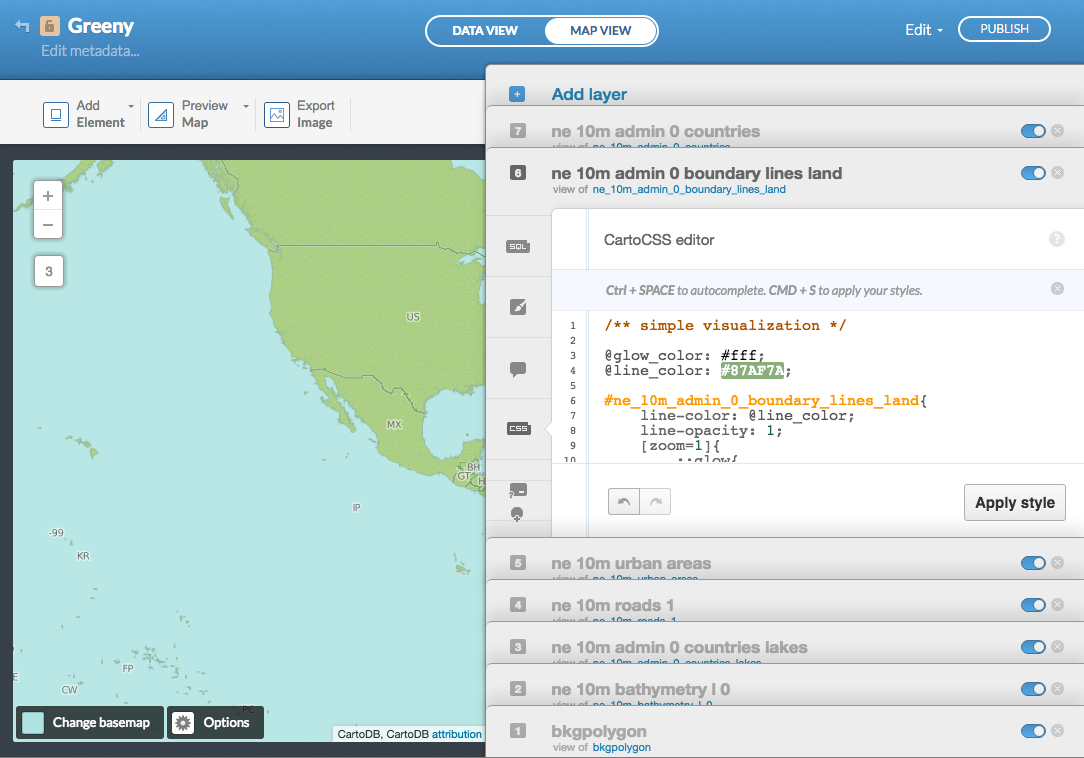 Greeny
Edit metadata...
DATA VIEW
MAP VIEW
Edit
PUBLISH
Add Element
Preview Map
Export Image
+
−
3
US
MX
BH
GT
H
IP
-99
KR
FP
CW
E
PC
Change basemap
Options
CartoDB, CartoDB attribution
+
Add layer
7
ne 10m admin 0 countries
view of ne_10m_admin_0_countries
6
ne 10m admin 0 boundary lines land
view of ne_10m_admin_0_boundary_lines_land
SQL
CSS
CartoCSS editor
?
Ctrl + SPACE to autocomplete. CMD + S to apply your styles.
1 /** simple visualization */
2
3 @glow_color: #fff;
4 @line_color: #87AF7A;
5
6 #ne_10m_admin_0_boundary_lines_land{
7 line-color: @line_color;
8 line-opacity: 1;
9 [zoom=1]{
10 ::glow{
Apply style
5
ne 10m urban areas
view of ne_10m_urban_areas
4
ne 10m roads 1
view of ne_10m_roads_1
3
ne 10m admin 0 countries lakes
view of ne_10m_admin_0_countries_lakes
2
ne 10m bathymetry l 0
view of ne_10m_bathymetry_l_0
1
bkgpolygon
view of bkgpolygon